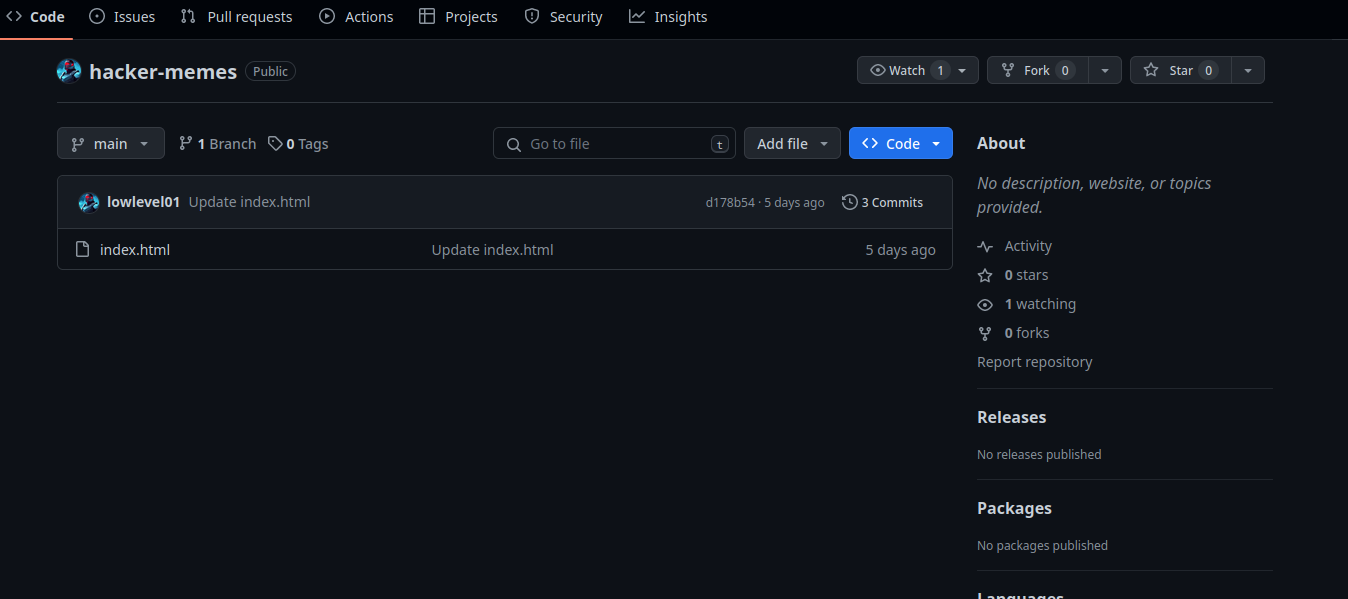 Code Issues Pull requests Actions Projects Security Insights
hacker-memes Public Watch 1 Fork 0 Star 0
main 1 Branch 0 Tags Go to file t Add file Code
About
No description, website, or topics
provided.
lowlevel01 Update index.html d178b54 · 5 days ago 3 Commits
index.html Update index.html 5 days ago
Activity
0 stars
1 watching
0 forks
Report repository
Releases
No releases published
Packages
No packages published
Languages